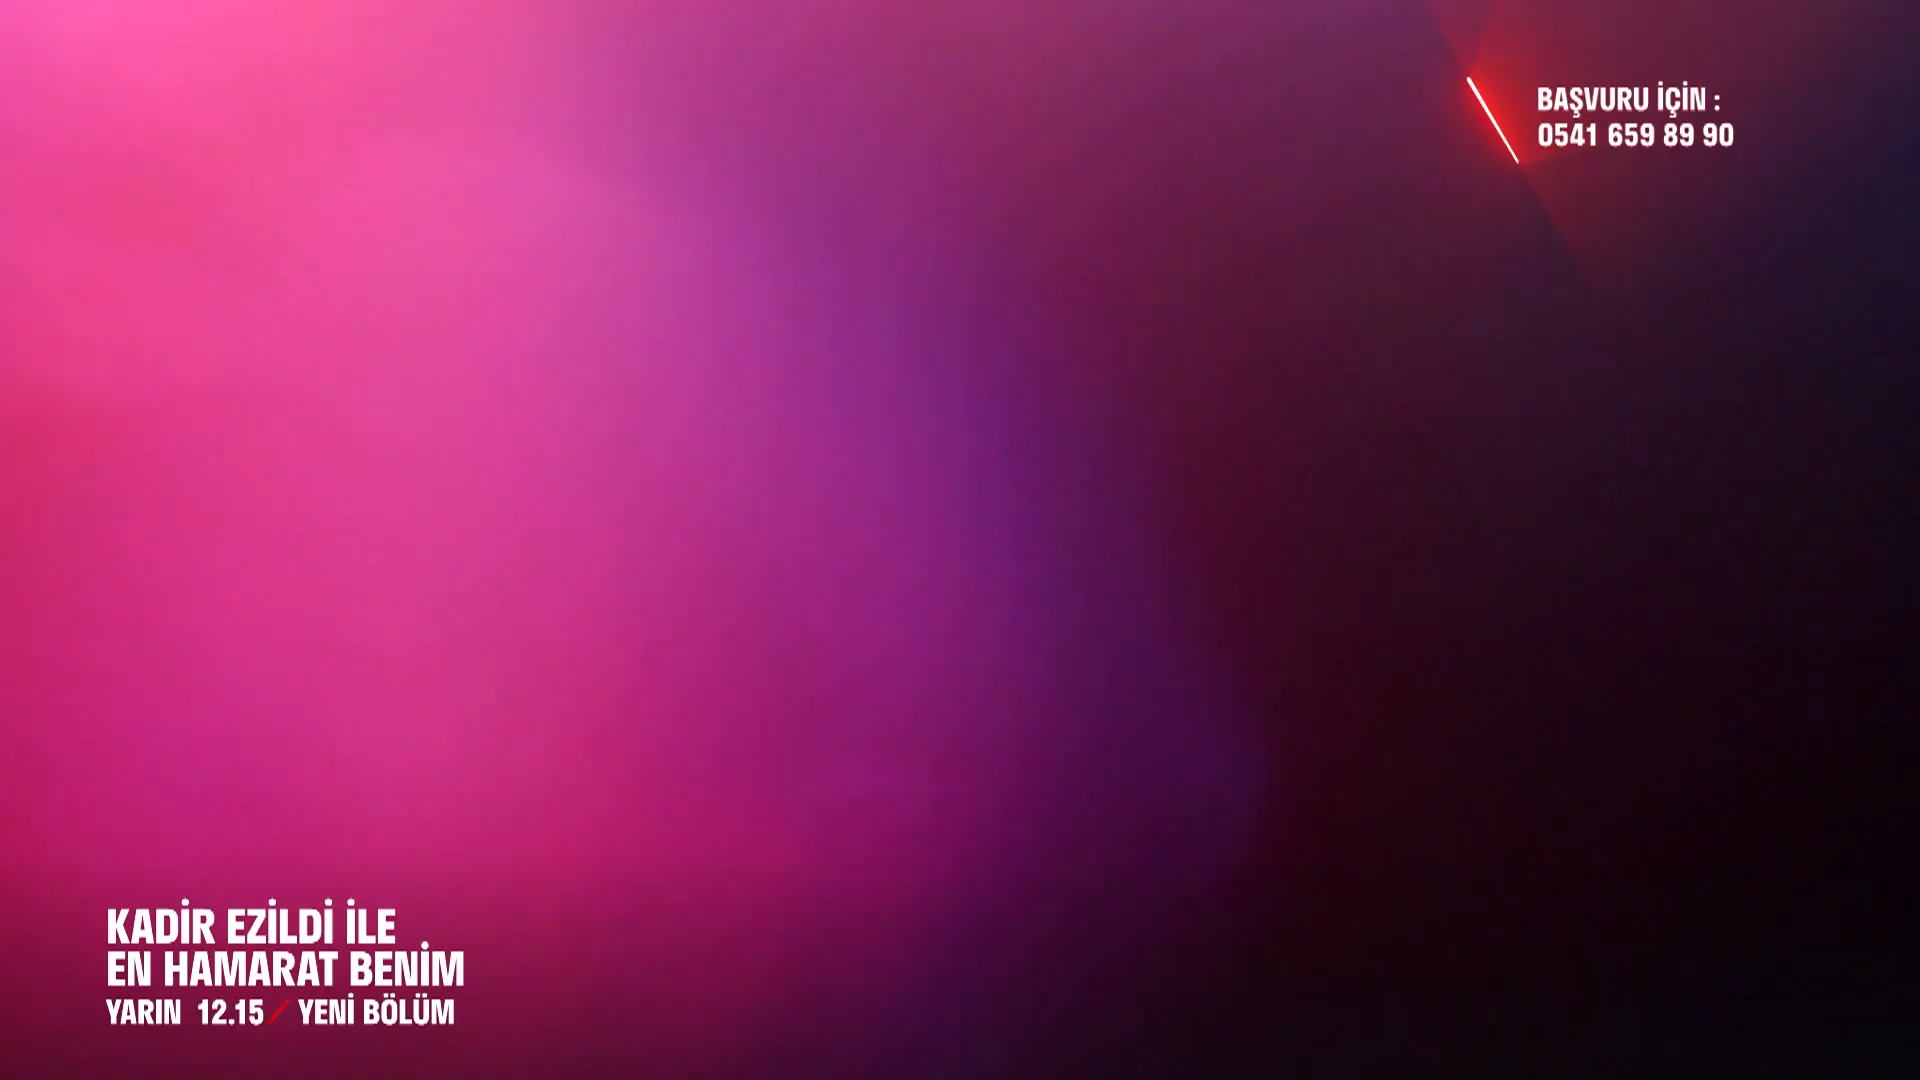 BAŞVURU İÇİN :
0541 659 89 90
KADİR EZİLDİ İLE
EN HAMARAT BENİM
YARIN 12.15 / YENİ BÖLÜM